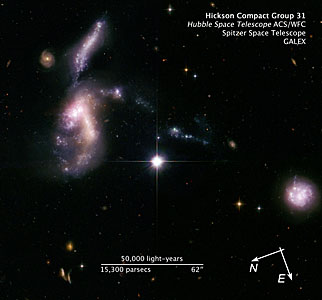 Hickson Compact Group 31
Hubble Space Telescope ACS/WFC
Spitzer Space Telescope
GALEX
50,000 light-years
15,300 parsecs 62"
N
E